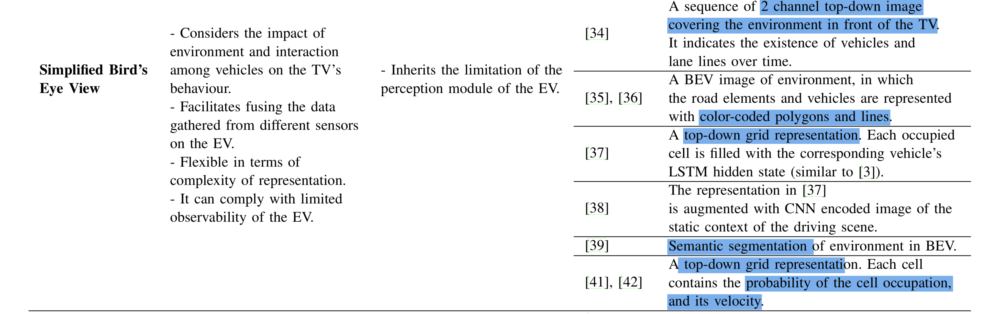 Simplified Bird's
Eye View
- Considers the impact of
environment and interaction
among vehicles on the TV's
behaviour.
- Facilitates fusing the data
gathered from different sensors
on the EV.
- Flexible in terms of
complexity of representation.
- It can comply with limited
observability of the EV.
- Inherits the limitation of the
perception module of the EV.
[34]
A sequence of 2 channel top-down image
covering the environment in front of the TV.
It indicates the existence of vehicles and
lane lines over time.
[35], [36]
A BEV image of environment, in which
the road elements and vehicles are represented
with color-coded polygons and lines.
[37]
A top-down grid representation. Each occupied
cell is filled with the corresponding vehicle's
LSTM hidden state (similar to [3]).
[38]
The representation in [37]
is augmented with CNN encoded image of the
static context of the driving scene.
[39]
Semantic segmentation of environment in BEV.
[41], [42]
A top-down grid representation. Each cell
contains the probability of the cell occupation,
and its velocity.